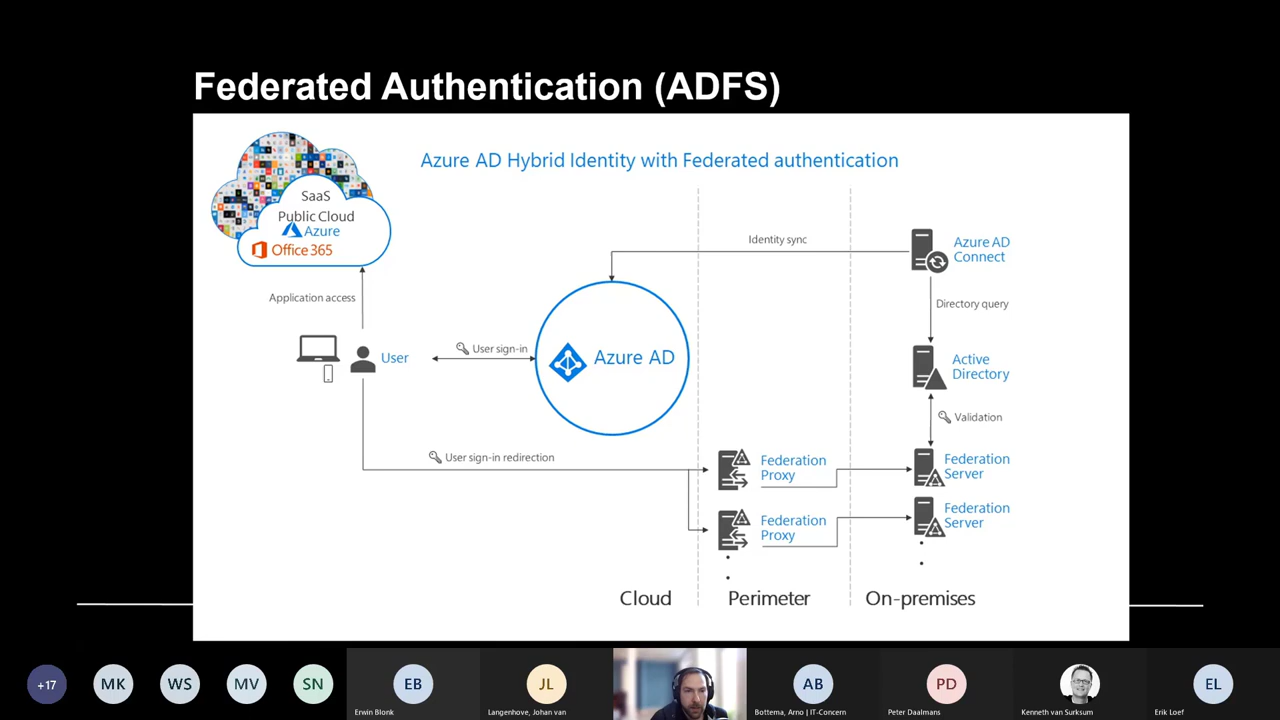 Federated Authentication (ADFS)
Azure AD Hybrid Identity with Federated authentication
SaaS
Public Cloud
Azure
Office 365
Identity sync
Azure AD
Connect
Application access
Directory query
User
User sign-in
Azure AD
Active
Directory
Validation
User sign-in redirection
Federation
Proxy
Federation
Server
Federation
Proxy
Federation
Server
Cloud
Perimeter
On-premises
+17
MK
WS
MV
SN
EB
Erwin Blonk
JL
Langenhove, Johan van
AB
Bottema, Arno | IT-Concern
PD
Peter Daalmans
Kenneth van Surksum
EL
Erik Loef